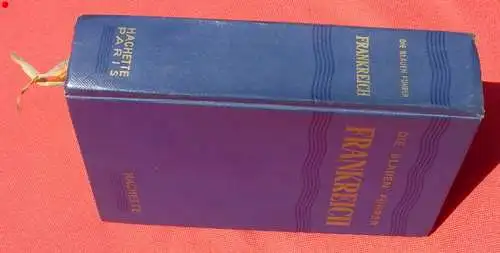 DIE BLAUEN FÜHRER
FRANKREICH
HACHETTE
PARIS
DIE BLAUEN FÜHRER
FRANKREICH
HACHETTE